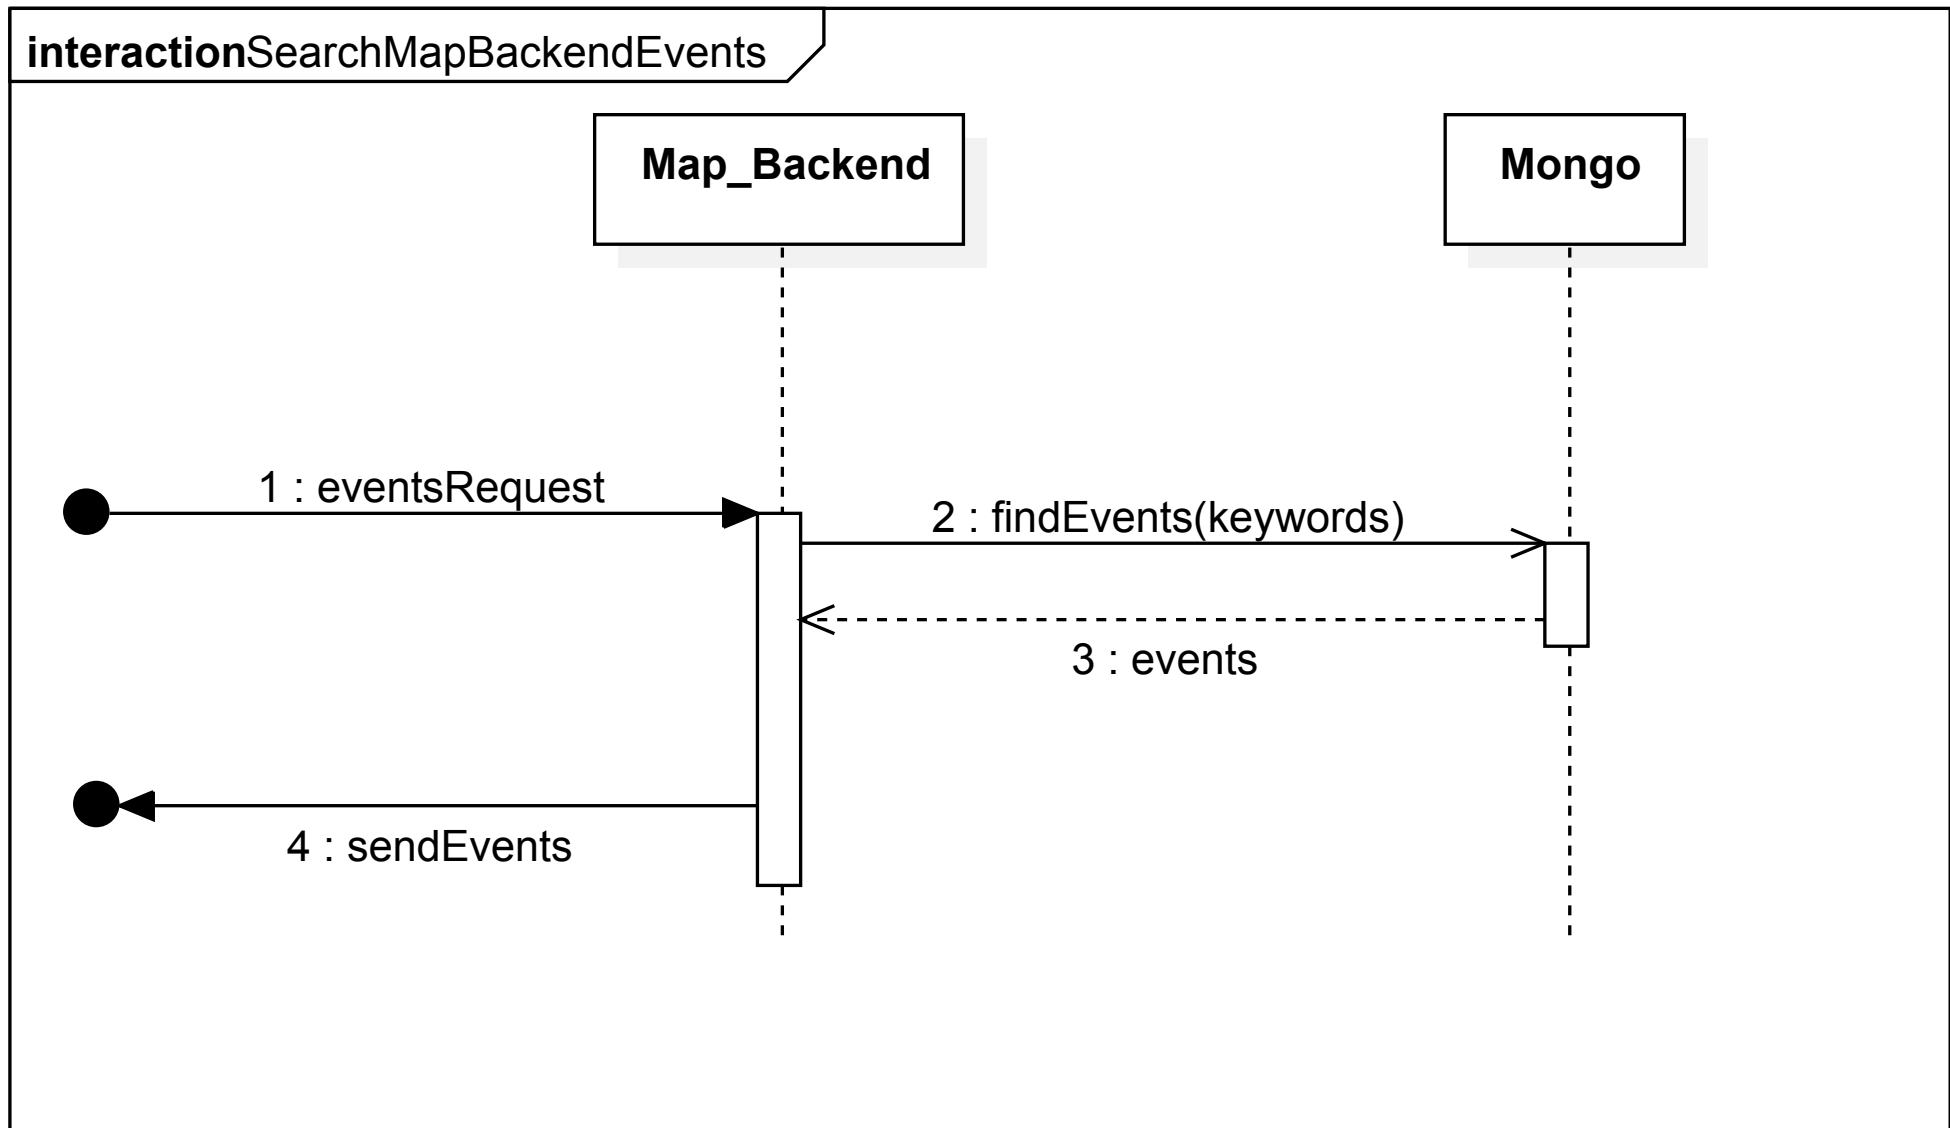 interactionSearchMapBackendEvents
Map_Backend
Mongo
1 : eventsRequest
2 : findEvents(keywords)
3 : events
4 : sendEvents